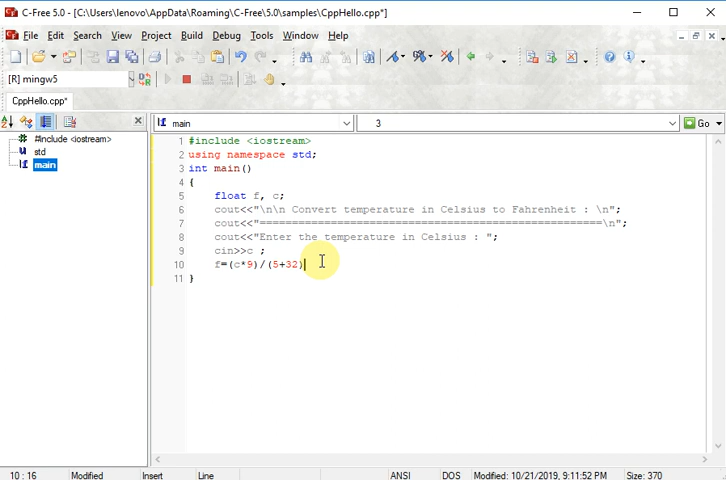 C-Free 5.0 - [C:\Users\lenovo\AppData\Roaming\C-Free\5.0\samples\CppHello.cpp*]
File Edit Search View Project Build Debug Tools Window Help
[R] mingw5
CppHello.cpp*
main 3 Go
#include <iostream>
std
main
1 #include <iostream>
2 using namespace std;
3 int main()
4 {
5 float f, c;
6 cout<<"\n\n Convert temperature in Celsius to Fahrenheit : \n";
7 cout<<"=====================================================\n";
8 cout<<"Enter the temperature in Celsius : ";
9 cin>>c ;
10 f=(c*9)/(5+32)
11 }
10 : 16 Modified Insert Line ANSI DOS Modified: 10/21/2019, 9:11:52 PM Size: 370